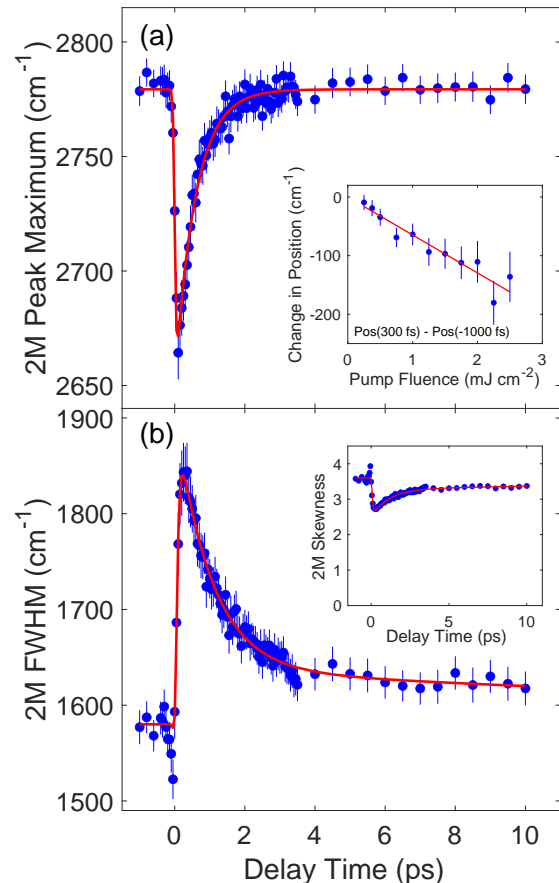 (a)
2M Peak Maximum (cm⁻¹)
2800
2750
2700
2650
Change in Position (cm⁻¹)
0
-100
-200
Pos(300 fs) - Pos(-1000 fs)
0 1 2 3
Pump Fluence (mJ cm⁻²)
(b)
2M FWHM (cm⁻¹)
1900
1800
1700
1600
1500
2M Skewness
4
3
2
1
0
0 5 10
Delay Time (ps)
0 2 4 6 8 10
Delay Time (ps)